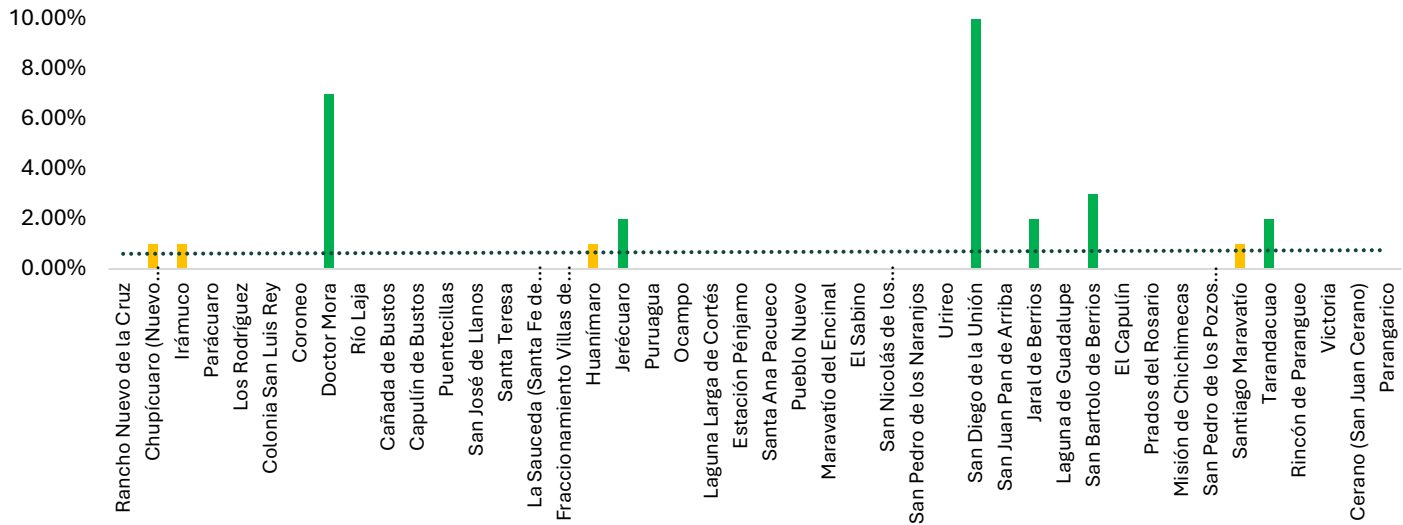 10.00%
8.00%
6.00%
4.00%
2.00%
0.00%
Rancho Nuevo de la Cruz
Chupícuaro (Nuevo…
Irámuco
Parácuaro
Los Rodríguez
Colonia San Luis Rey
Coroneo
Doctor Mora
Río Laja
Cañada de Bustos
Capulín de Bustos
Puentecillas
San José de Llanos
Santa Teresa
La Sauceda (Santa Fe de…
Fraccionamiento Villas de…
Huanímaro
Jerécuaro
Puruagua
Ocampo
Laguna Larga de Cortés
Estación Pénjamo
Santa Ana Pacueco
Pueblo Nuevo
Maravatío del Encinal
El Sabino
San Nicolás de los…
San Pedro de los Naranjos
Urireo
San Diego de la Unión
San Juan Pan de Arriba
Jaral de Berrios
Laguna de Guadalupe
San Bartolo de Berrios
El Capulín
Prados del Rosario
Misión de Chichimecas
San Pedro de los Pozos…
Santiago Maravatío
Tarandacuao
Rincón de Parangueo
Victoria
Cerano (San Juan Cerano)
Parangarico